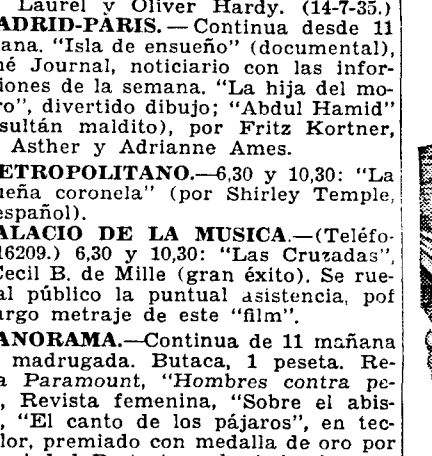 Laurel y Oliver Hardy. (14-7-35.)
ADRID-PARIS.—Continua desde 11
ana. “Isla de ensueño” (documental),
é Journal, noticiario con las infor-
iones de la semana. “La hija del mo-
ro”, divertido dibujo; “Abdul Hamid”
sultán maldito), por Fritz Kortner,
Asther y Adrianne Ames.
ETROPOLITANO.—6,30 y 10,30: “La
ueña coronela” (por Shirley Temple,
español).
ALACIO DE LA MUSICA.—(Teléfo-
16209.) 6,30 y 10,30: “Las Cruzadas”,
Cecil B. de Mille (gran éxito). Se rue-
al público la puntual asistencia, pof
argo metraje de este “film”.
ANORAMA.—Continua de 11 mañana
madrugada. Butaca, 1 peseta. Re-
a Paramount, “Hombres contra pe-
, Revista femenina, “Sobre el abis-
, “El canto de los pájaros”, en tec-
lor, premiado con medalla de oro por